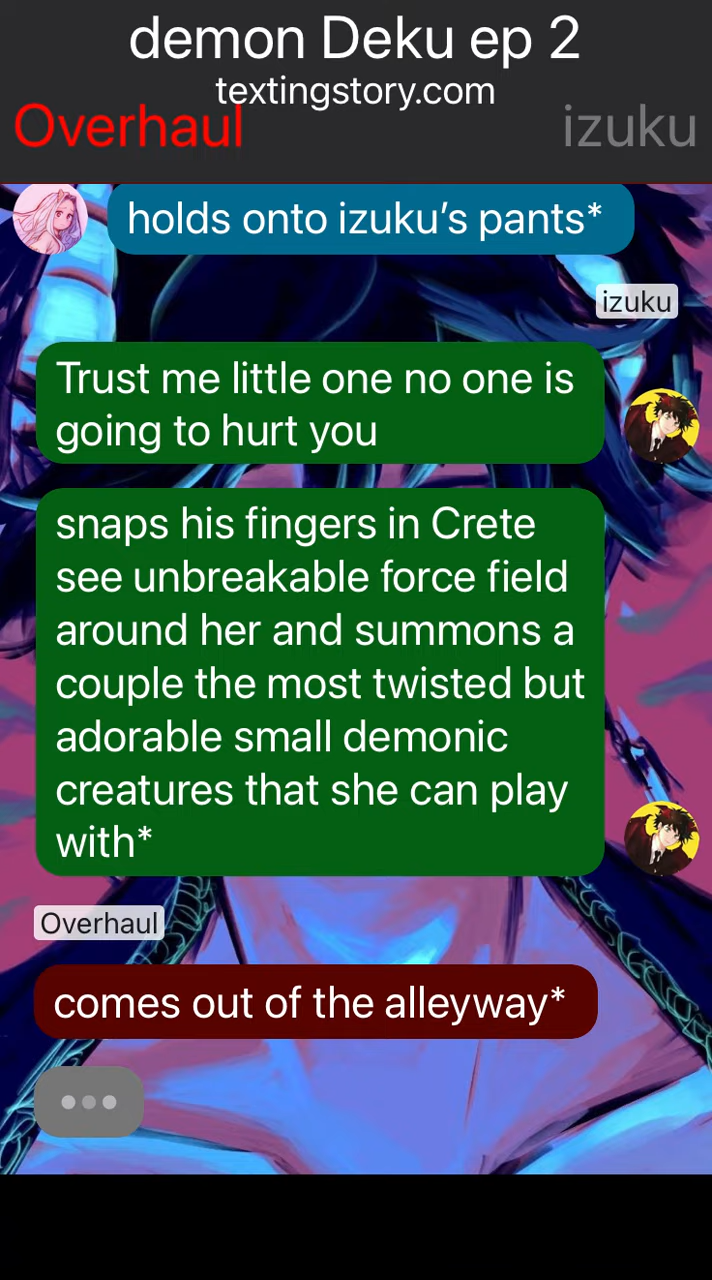 demon Deku ep 2
textingstory.com
Overhaul
izuku
holds onto izuku’s pants*
izuku
Trust me little one no one is
going to hurt you
snaps his fingers in Crete
see unbreakable force field
around her and summons a
couple the most twisted but
adorable small demonic
creatures that she can play
with*
Overhaul
comes out of the alleyway*